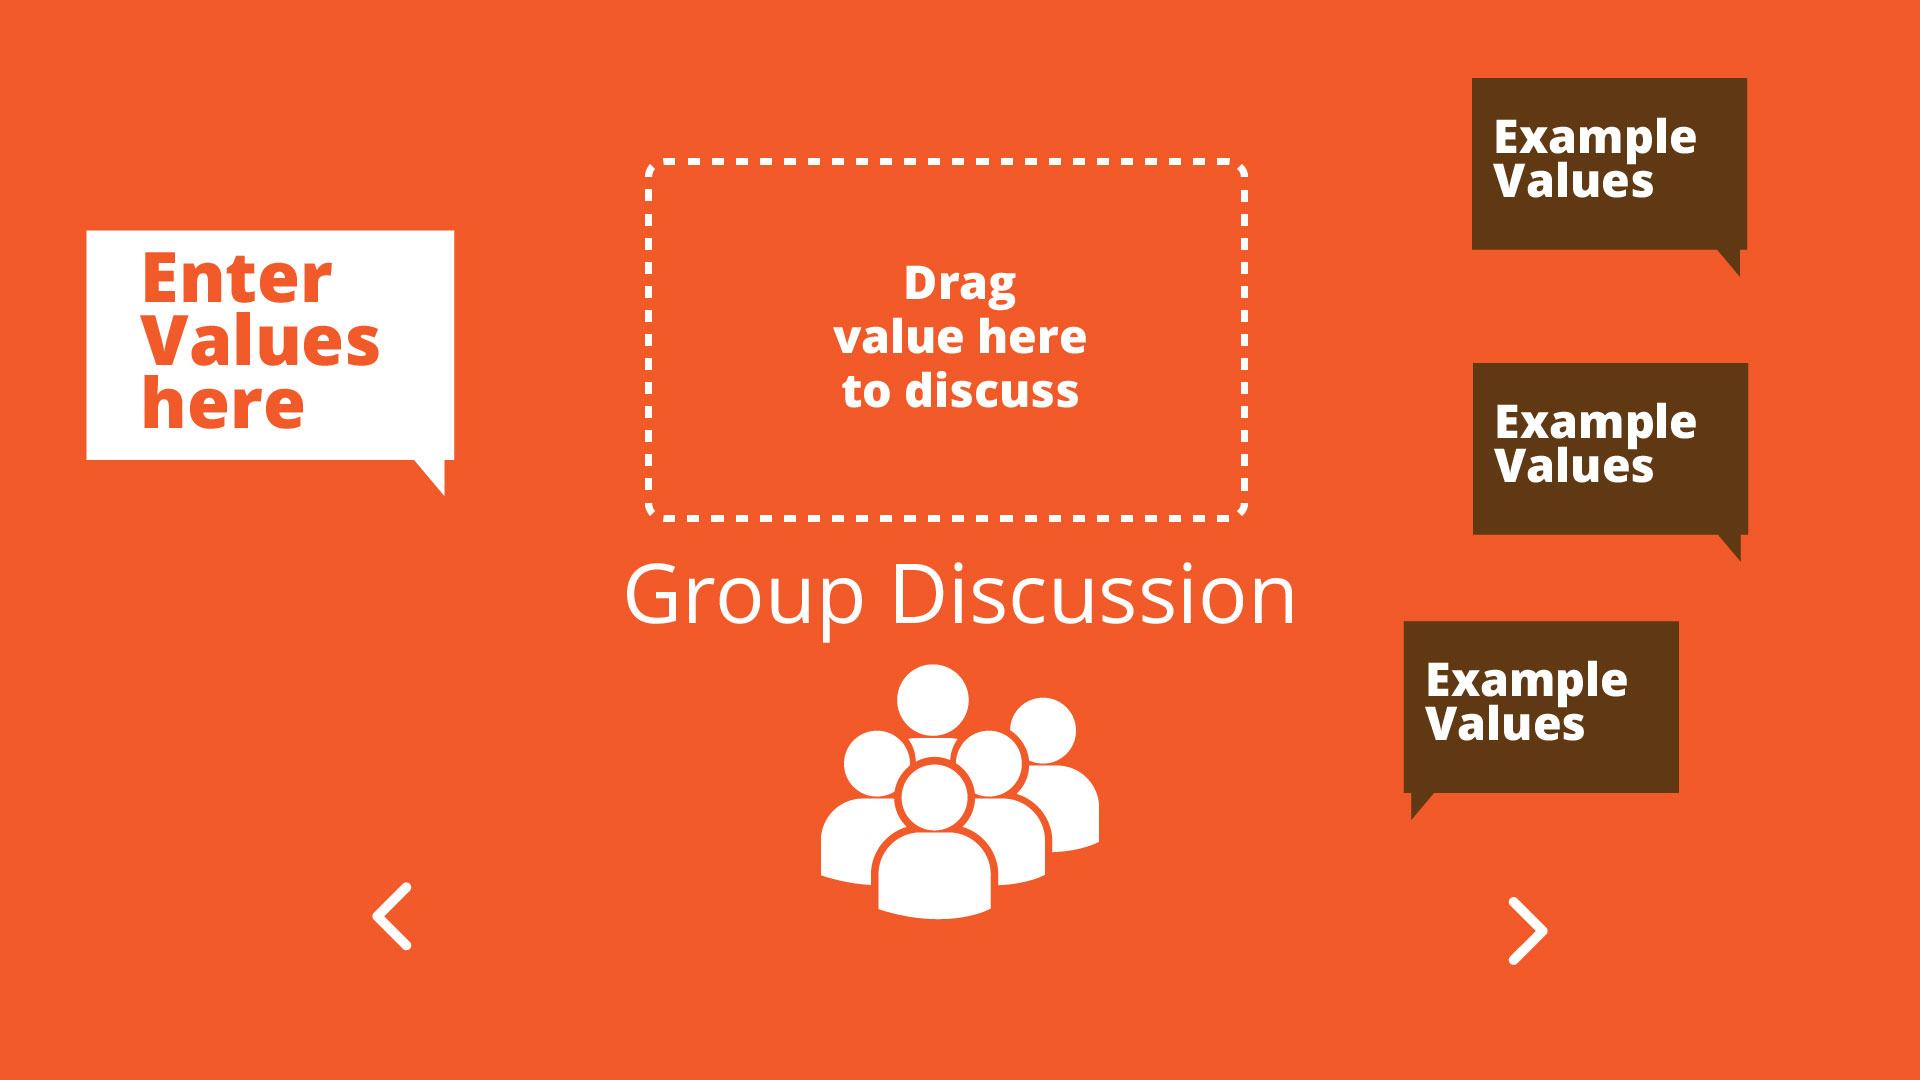 Enter
Values
here
Drag
value here
to discuss
Group Discussion
Example
Values
Example
Values
Example
Values